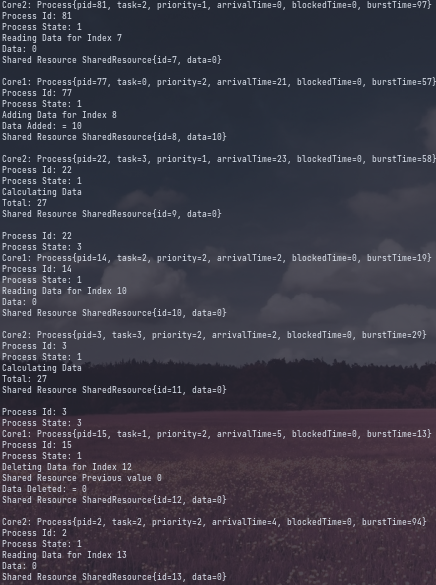 Core2: Process{pid=81, task=2, priority=1, arrivalTime=0, blockedTime=0, burstTime=97}
Process Id: 81
Process State: 1
Reading Data for Index 7
Data: 0
Shared Resource SharedResource{id=7, data=0}
Core1: Process{pid=77, task=0, priority=2, arrivalTime=21, blockedTime=0, burstTime=57}
Process Id: 77
Process State: 1
Adding Data for Index 8
Data Added: = 10
Shared Resource SharedResource{id=8, data=10}
Core2: Process{pid=22, task=3, priority=1, arrivalTime=23, blockedTime=0, burstTime=58}
Process Id: 22
Process State: 1
Calculating Data
Total: 27
Shared Resource SharedResource{id=9, data=0}
Process Id: 22
Process State: 3
Core1: Process{pid=14, task=2, priority=2, arrivalTime=2, blockedTime=0, burstTime=19}
Process Id: 14
Process State: 1
Reading Data for Index 10
Data: 0
Shared Resource SharedResource{id=10, data=0}
Core2: Process{pid=3, task=3, priority=2, arrivalTime=2, blockedTime=0, burstTime=29}
Process Id: 3
Process State: 1
Calculating Data
Total: 27
Shared Resource SharedResource{id=11, data=0}
Process Id: 3
Process State: 3
Core1: Process{pid=15, task=1, priority=2, arrivalTime=5, blockedTime=0, burstTime=13}
Process Id: 15
Process State: 1
Deleting Data for Index 12
Shared Resource Previous value 0
Data Deleted: = 0
Shared Resource SharedResource{id=12, data=0}
Core2: Process{pid=2, task=2, priority=2, arrivalTime=4, blockedTime=0, burstTime=94}
Process Id: 2
Process State: 1
Reading Data for Index 13
Data: 0
Shared Resource SharedResource{id=13, data=0}